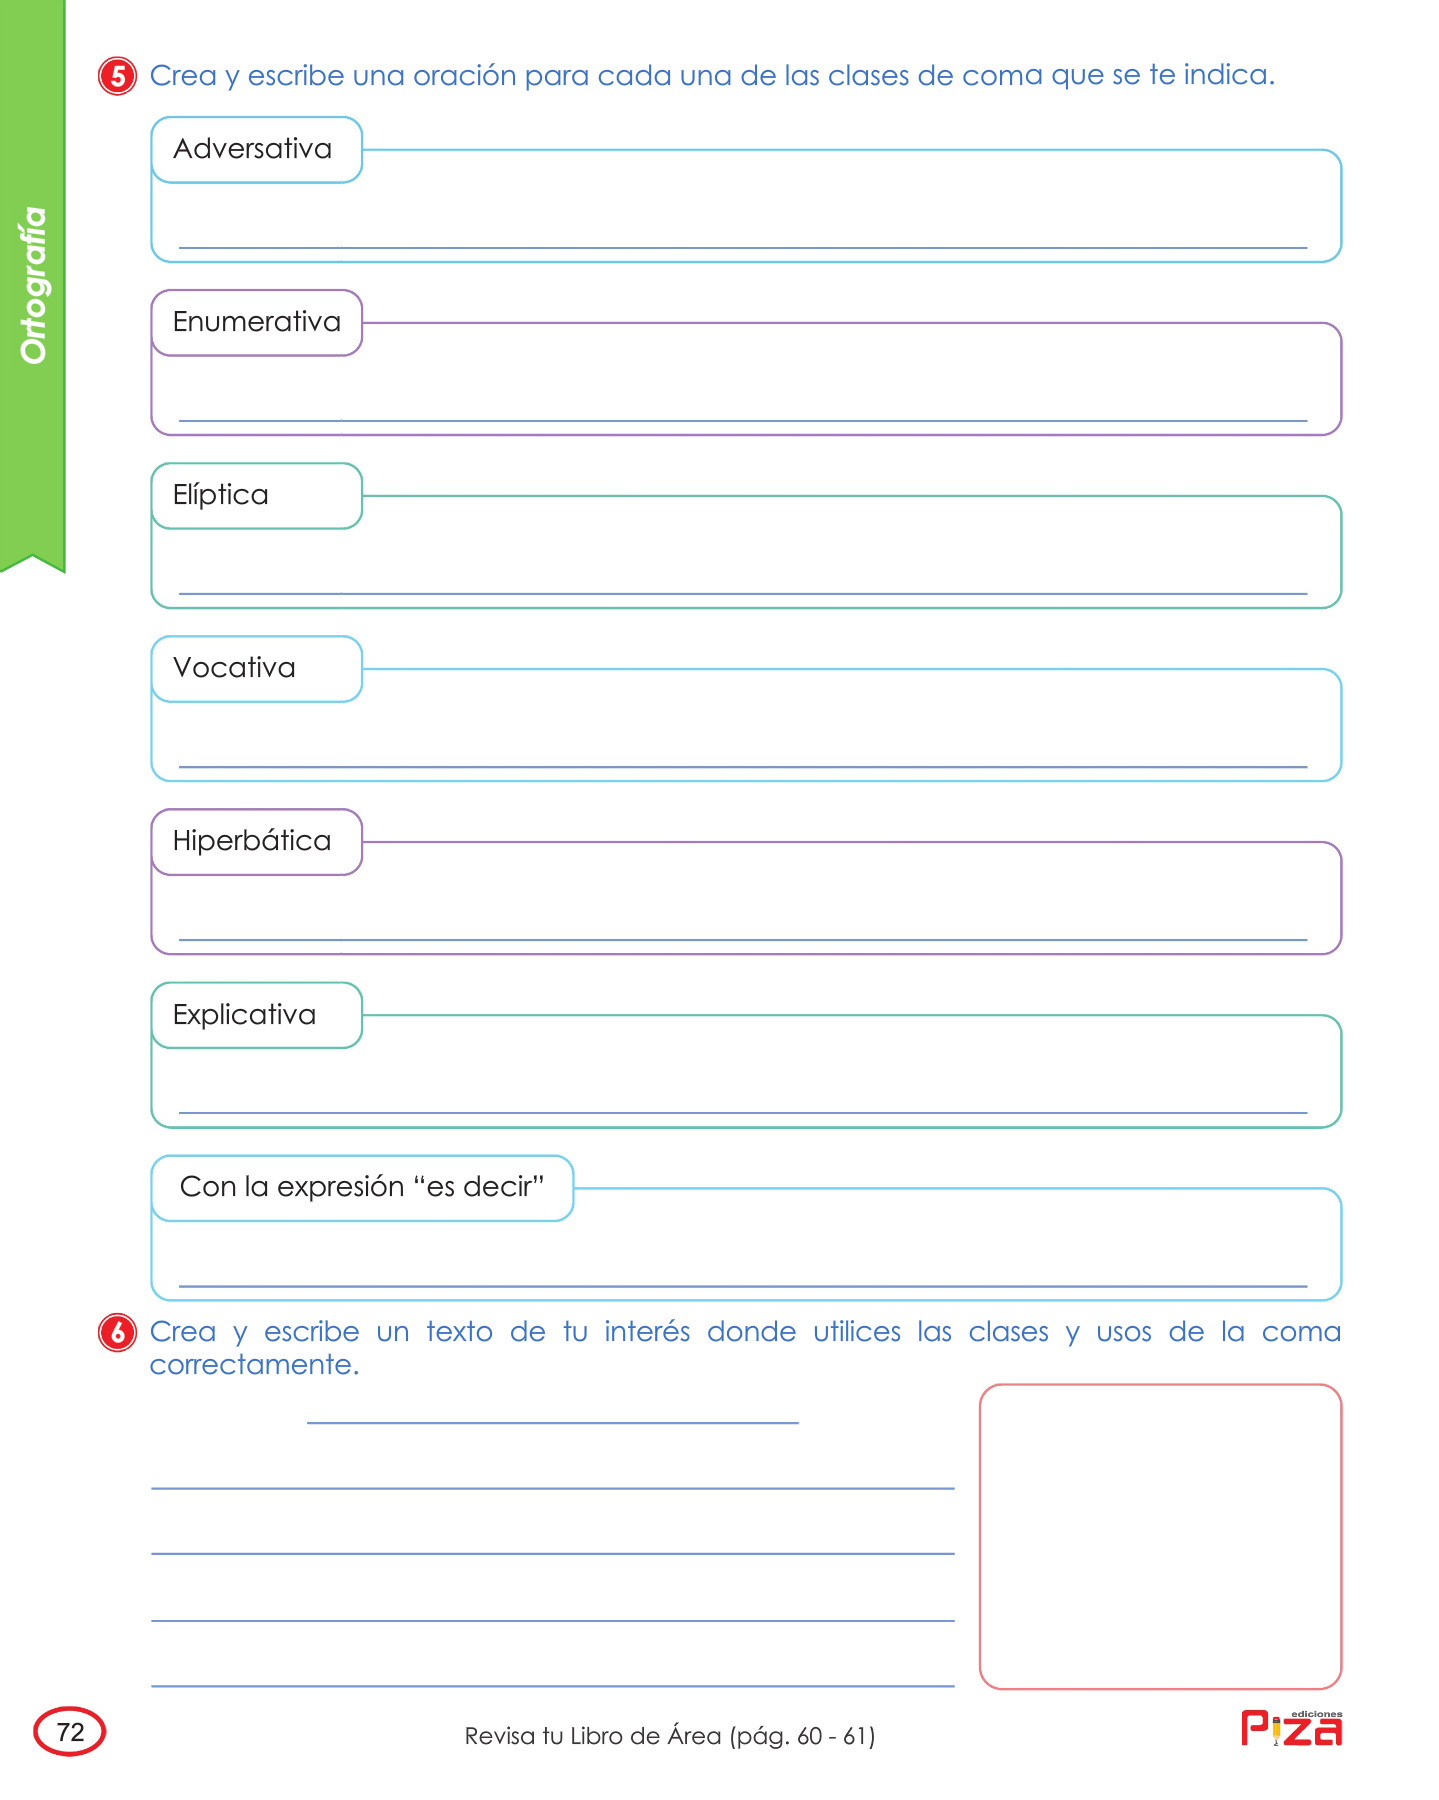 Ortografía
5 Crea y escribe una oración para cada una de las clases de coma que se te indica.
Adversativa
Enumerativa
Elíptica
Vocativa
Hiperbática
Explicativa
Con la expresión “es decir”
6 Crea y escribe un texto de tu interés donde utilices las clases y usos de la coma
correctamente.
72
Revisa tu Libro de Área (pág. 60 - 61)
ediciones
Piza